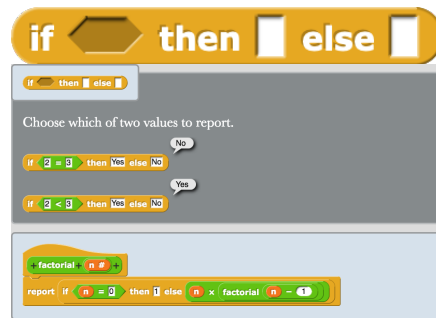 if then else
if then else
Choose which of two values to report.
No
if 2 = 3 then Yes else No
Yes
if 2 < 3 then Yes else No
+ factorial + n # +
report if n = 0 then 1 else n × factorial n − 1